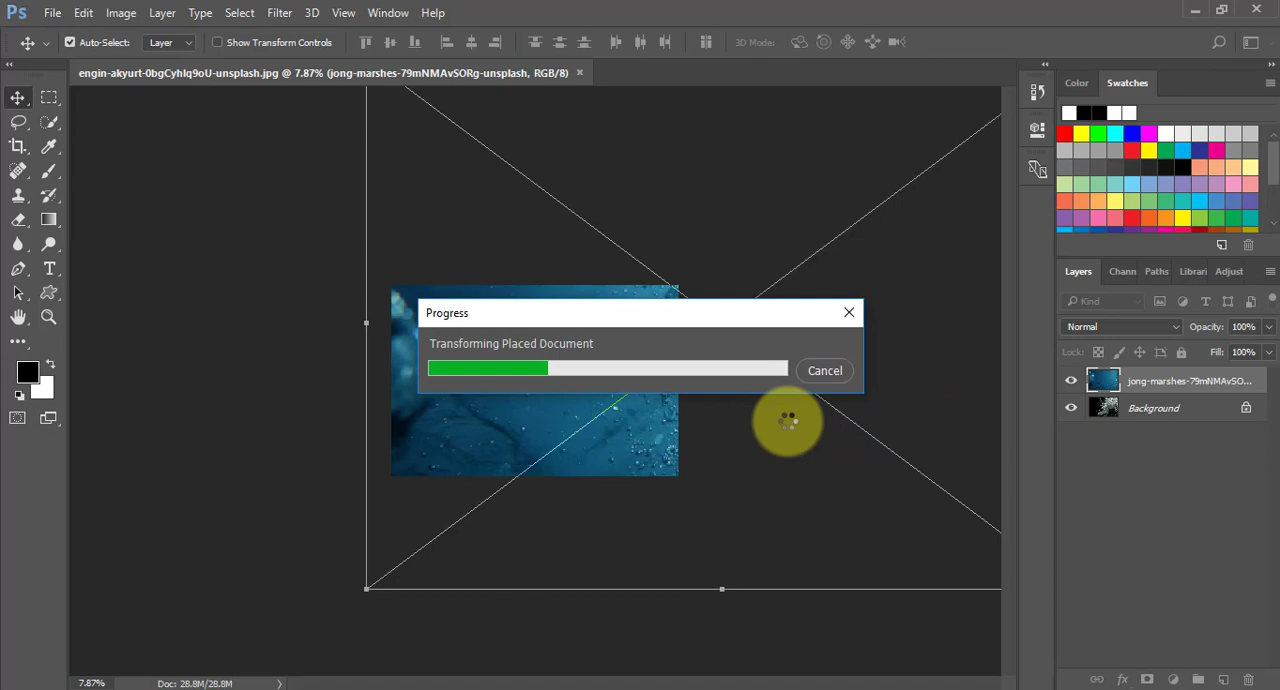 Ps File Edit Image Layer Type Select Filter 3D View Window Help
Auto-Select: Layer Show Transform Controls 3D Mode:
engin-akyurt-0bgCyhIq9oU-unsplash.jpg @ 7.87% (jong-marshes-79mNMAvSORg-unsplash, RGB/8) ×
Color Swatches
Progress
Transforming Placed Document
Cancel
Layers Chann Paths Librari Adjust
Kind
Normal Opacity: 100%
Lock: Fill: 100%
jong-marshes-79mNMAvSO...
Background
7.87% Doc: 28.8M/28.8M